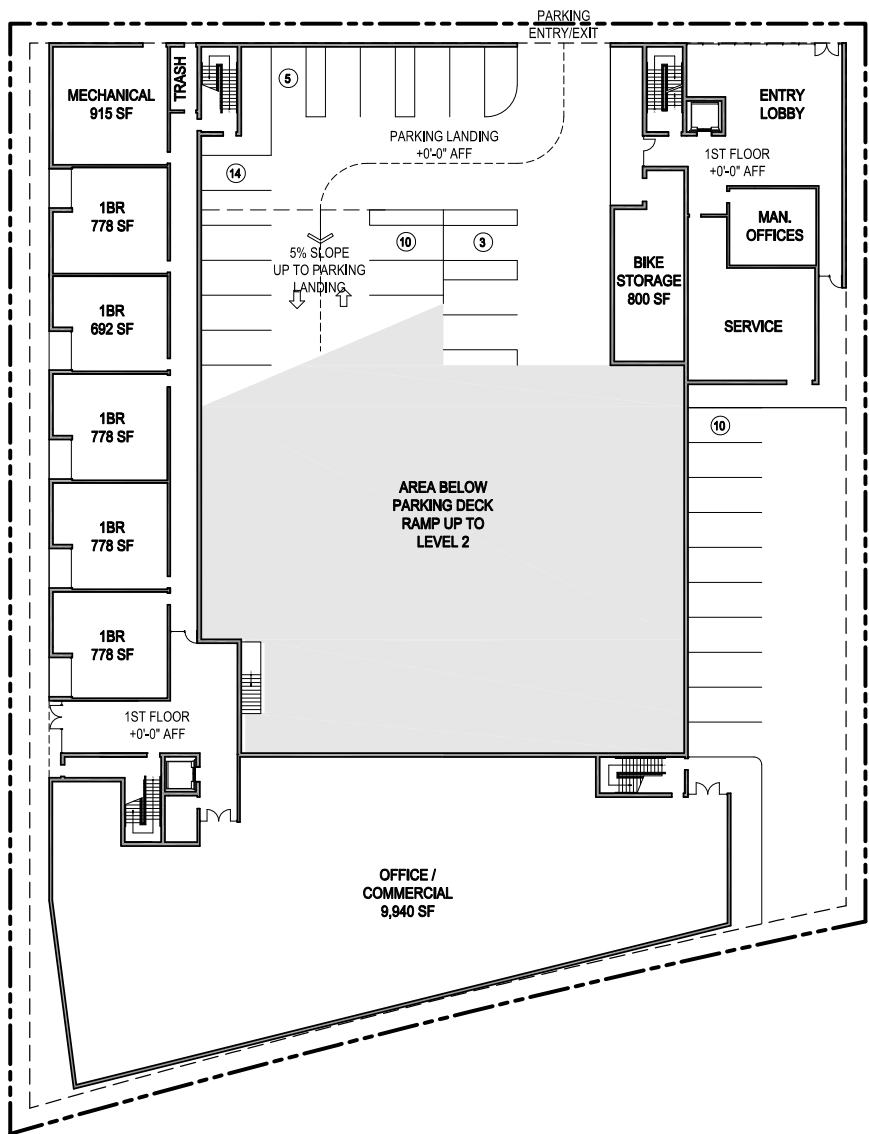 PARKING
ENTRY/EXIT
MECHANICAL
915 SF
TRASH
5
ENTRY
LOBBY
PARKING LANDING
+0'-0" AFF
1ST FLOOR
+0'-0" AFF
14
1BR
778 SF
MAN.
OFFICES
10
3
5% SLOPE
UP TO PARKING
LANDING
BIKE
STORAGE
800 SF
1BR
692 SF
SERVICE
1BR
778 SF
10
AREA BELOW
PARKING DECK
RAMP UP TO
LEVEL 2
1BR
778 SF
1BR
778 SF
1ST FLOOR
+0'-0" AFF
OFFICE /
COMMERCIAL
9,940 SF